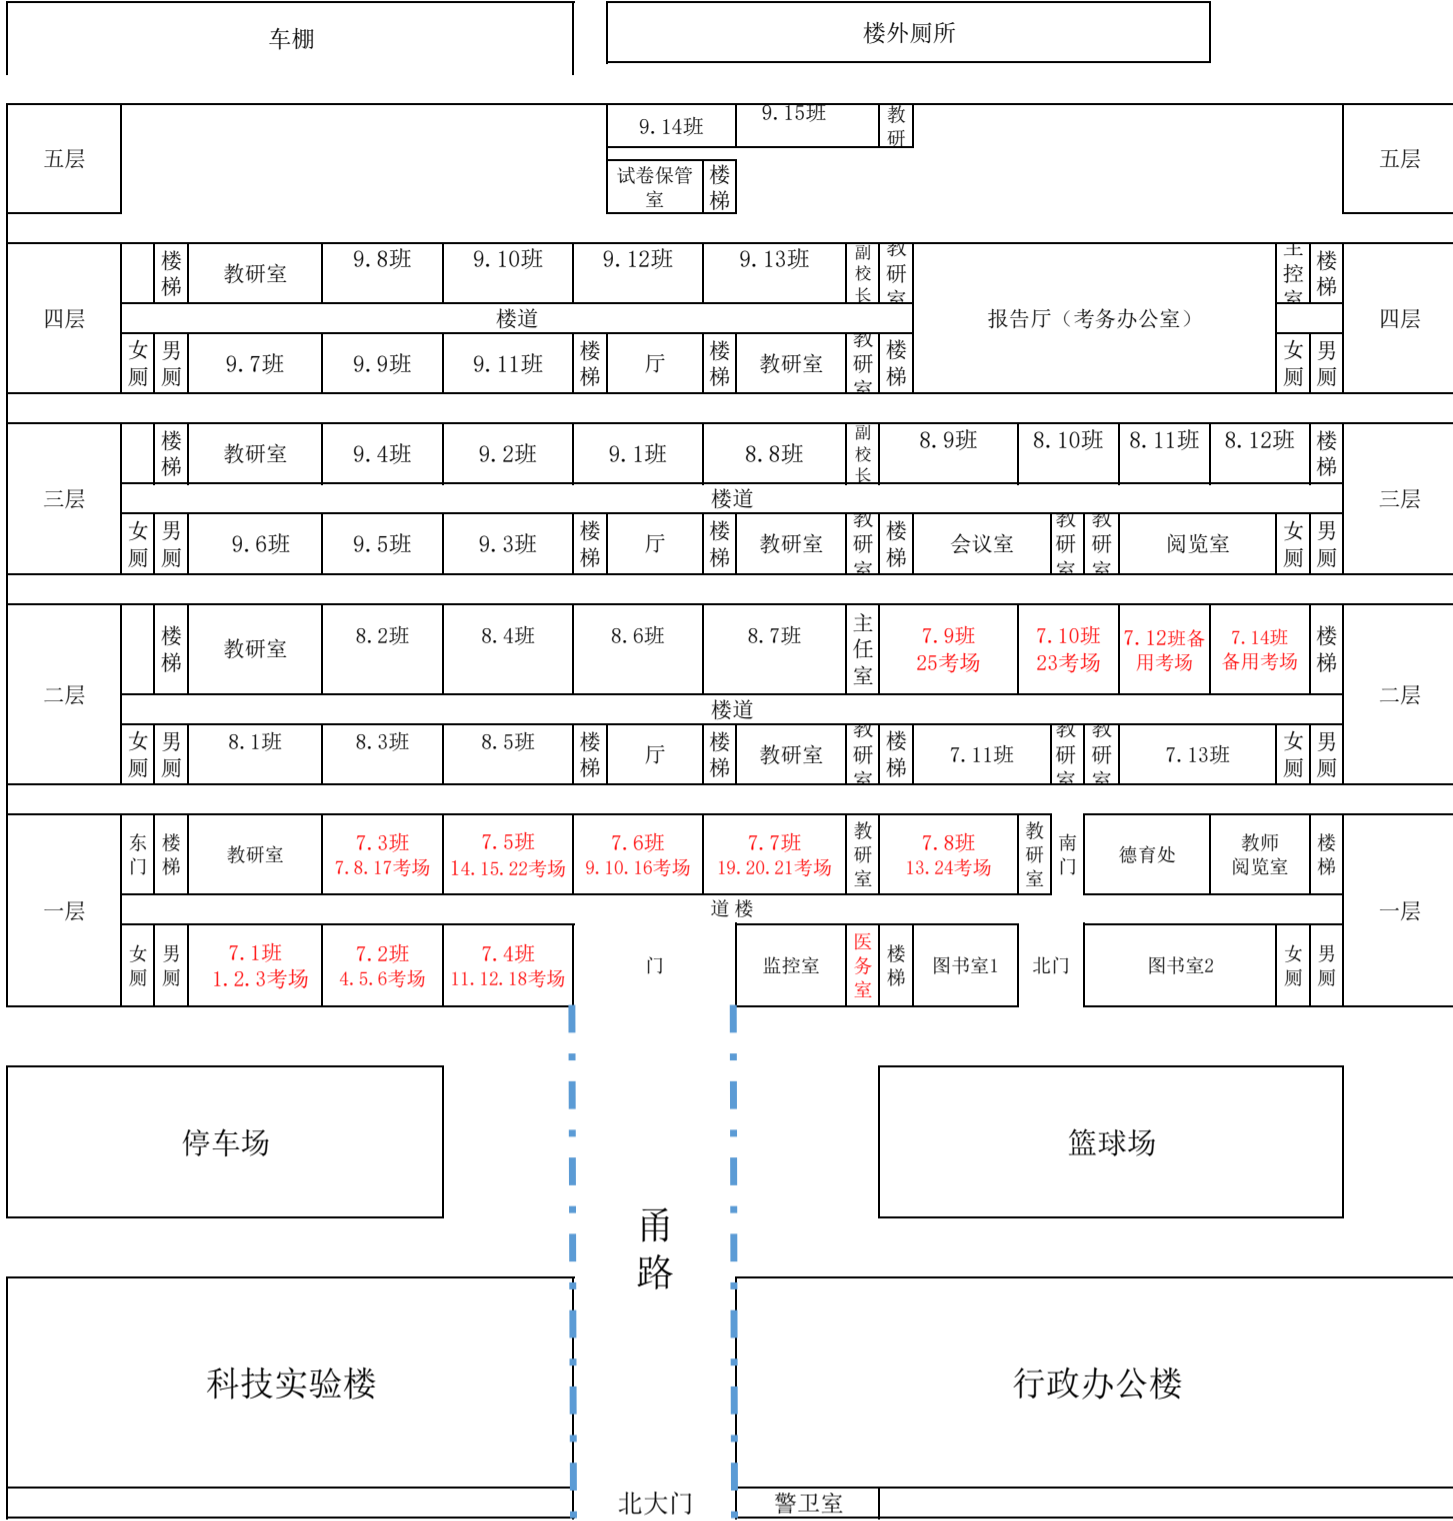 车棚
楼外厕所
五层
9.14班
9.15班
教
研
五层
试卷保管
室
楼
梯
四层
楼
梯
教研室
9.8班
9.10班
9.12班
9.13班
副
校
长
教
研
室
报告厅（考务办公室）
主
控
室
楼
梯
四层
楼道
女
厕
男
厕
9.7班
9.9班
9.11班
楼
梯
厅
楼
梯
教研室
教
研
室
楼
梯
女
厕
男
厕
三层
楼
梯
教研室
9.4班
9.2班
9.1班
8.8班
副
校
长
8.9班
8.10班
8.11班
8.12班
楼
梯
三层
楼道
女
厕
男
厕
9.6班
9.5班
9.3班
楼
梯
厅
楼
梯
教研室
教
研
室
楼
梯
会议室
教
研
室
教
研
室
阅览室
女
厕
男
厕
二层
楼
梯
教研室
8.2班
8.4班
8.6班
8.7班
主
任
室
7.9班
25考场
7.10班
23考场
7.12班备
用考场
7.14班
备用考场
楼
梯
二层
楼道
女
厕
男
厕
8.1班
8.3班
8.5班
楼
梯
厅
楼
梯
教研室
教
研
室
楼
梯
7.11班
教
研
室
教
研
室
7.13班
女
厕
男
厕
一层
东
门
楼
梯
教研室
7.3班
7.8.17考场
7.5班
14.15.22考场
7.6班
9.10.16考场
7.7班
19.20.21考场
教
研
室
7.8班
13.24考场
教
研
室
南
门
德育处
教师
阅览室
楼
梯
一层
道楼
女
厕
男
厕
7.1班
1.2.3考场
7.2班
4.5.6考场
7.4班
11.12.18考场
门
监控室
医
务
室
楼
梯
图书室1
北门
图书室2
女
厕
男
厕
停车场
篮球场
甬
路
科技实验楼
行政办公楼
北大门
警卫室